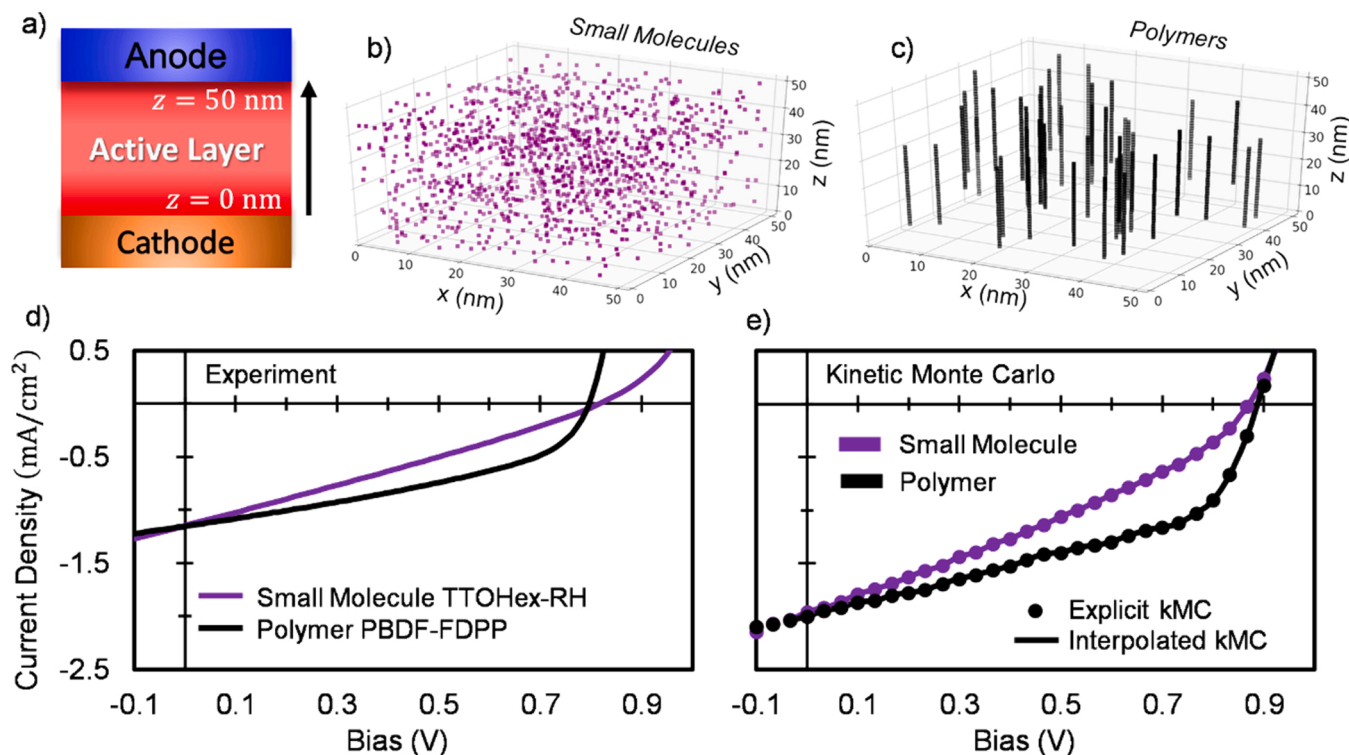 a)
Anode
z = 50 nm
Active Layer
z = 0 nm
Cathode
b)
Small Molecules
50
40
30
20
10
0
z (nm)
0
10
20
30
40
50
x (nm)
0
10
20
30
40
50
y (nm)
c)
Polymers
50
40
30
20
10
0
z (nm)
0
10
20
30
40
50
x (nm)
0
10
20
30
40
50
y (nm)
d)
Experiment
0.5
-0.5
-1.5
-2.5
Current Density (mA/cm²)
Small Molecule TTOHex-RH
Polymer PBDF-FDPP
-0.1
0.1
0.3
0.5
0.7
0.9
Bias (V)
e)
Kinetic Monte Carlo
Small Molecule
Polymer
Explicit kMC
Interpolated kMC
-0.1
0.1
0.3
0.5
0.7
0.9
Bias (V)